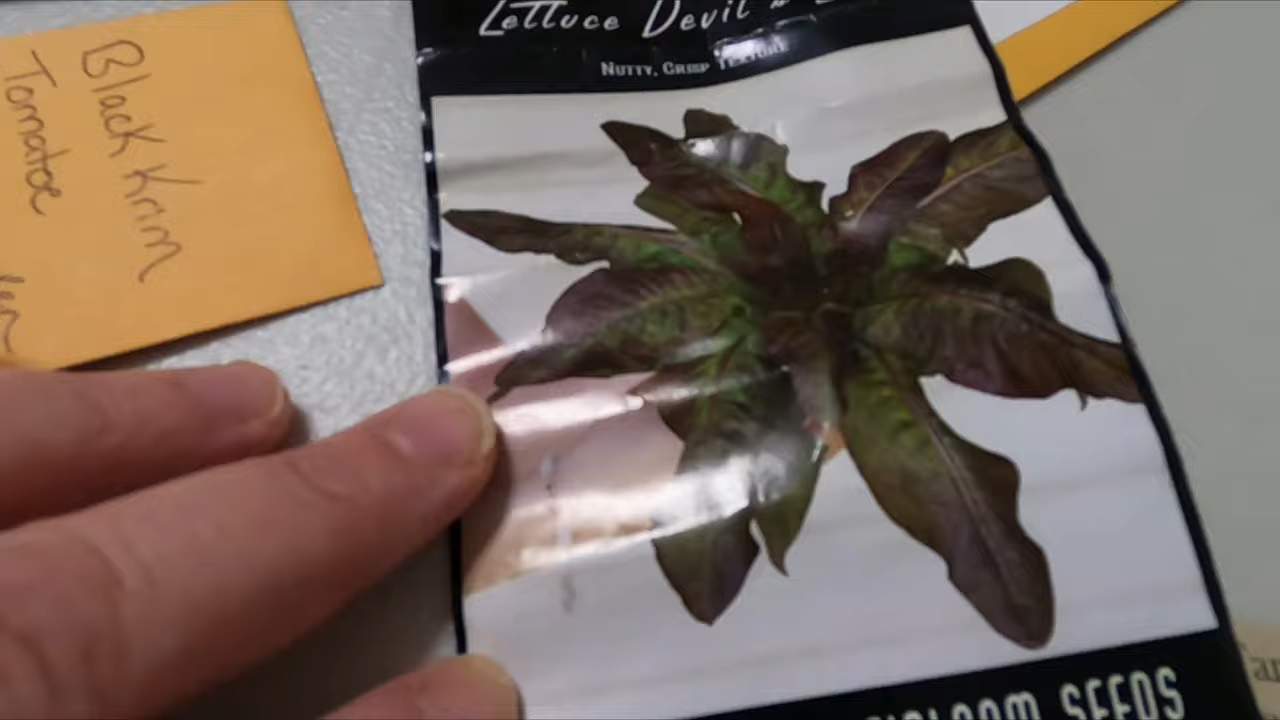 Black Krim
Tomatoe
Lettuce Devil's
Nutty, Crisp Texture
SEEDS